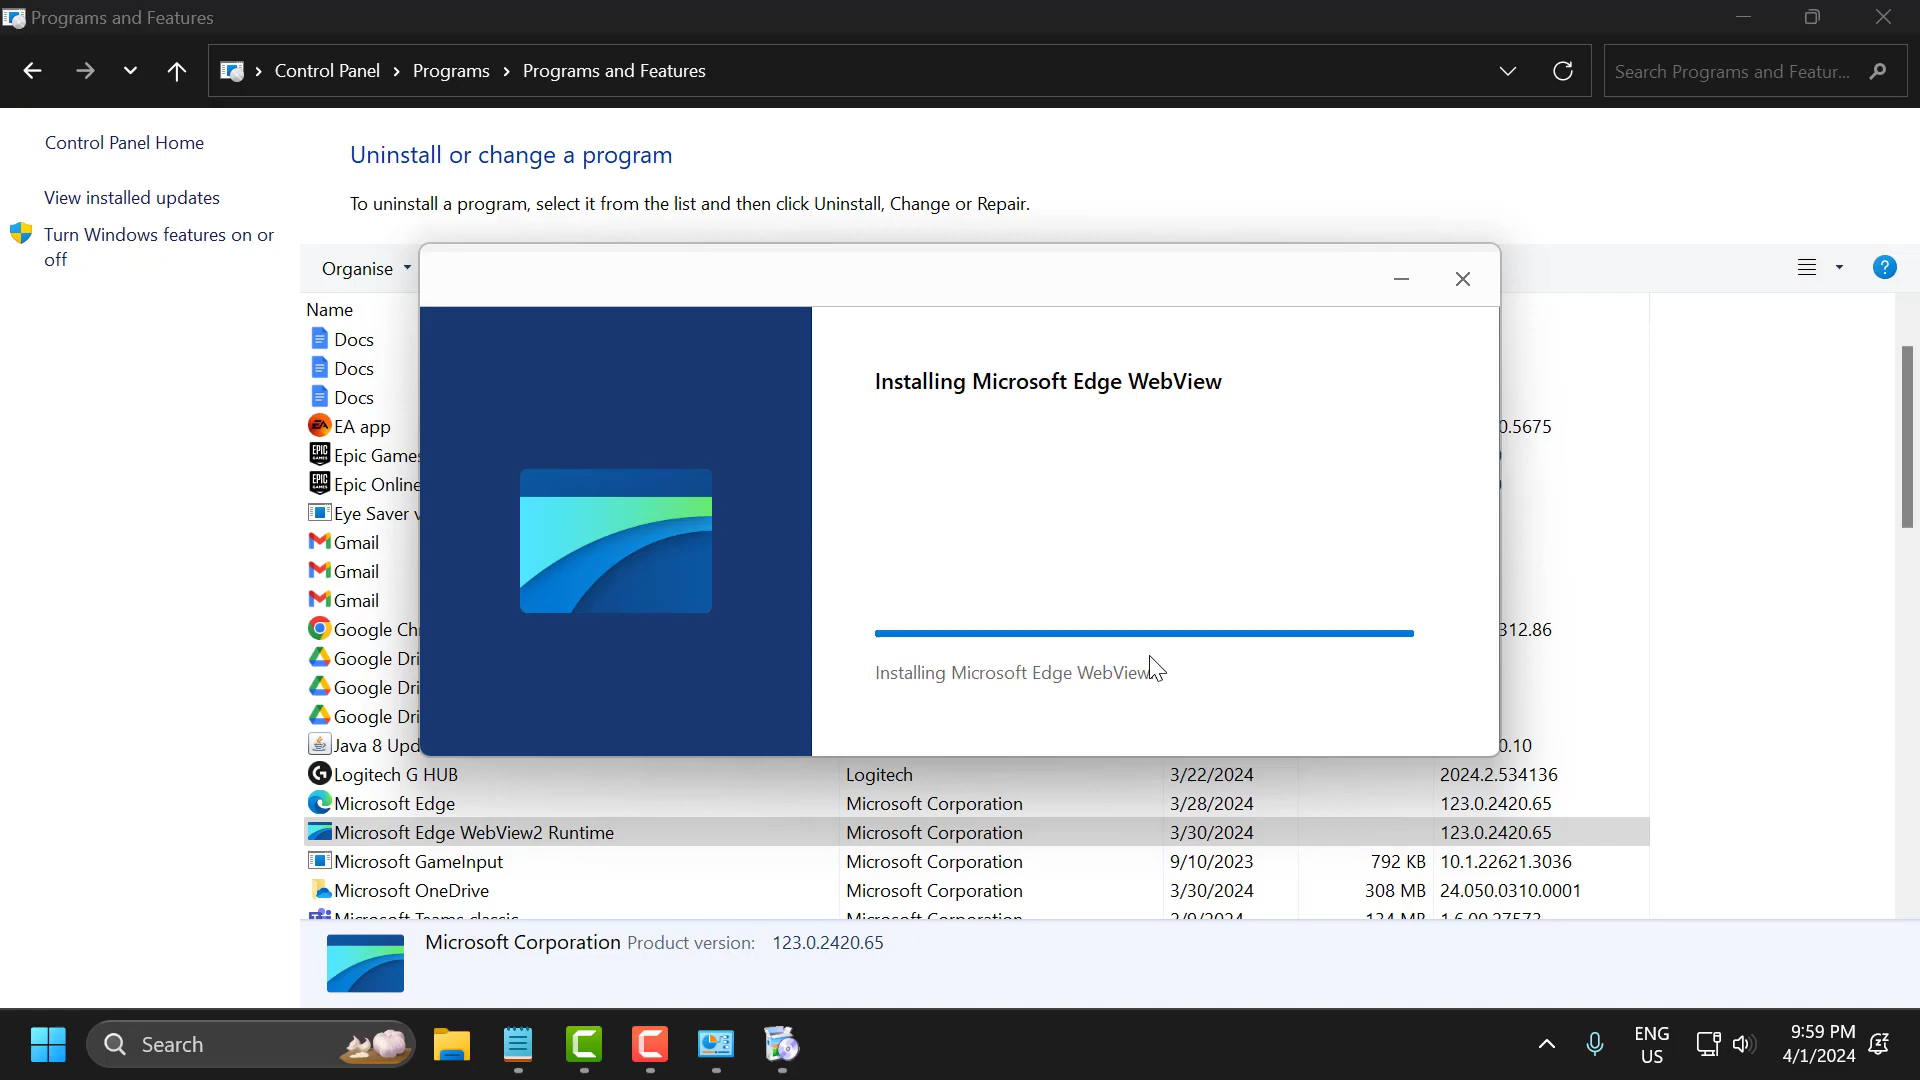 Programs and Features
Control Panel › Programs › Programs and Features
Search Programs and Featur...
Control Panel Home
View installed updates
Turn Windows features on or
off
Uninstall or change a program
To uninstall a program, select it from the list and then click Uninstall, Change or Repair.
Organise
Name
Docs
Docs
Docs
EA app 0.5675
Epic
Epic Online
Eye Saver
Gmail
Gmail
Gmail
Google 312.86
Google
Google
Google
Java 8 0.10
Installing Microsoft Edge WebView
Installing Microsoft Edge WebView
Logitech G HUB Logitech 3/22/2024 2024.2.534136
Microsoft Edge Microsoft Corporation 3/28/2024 123.0.2420.65
Microsoft Edge WebView2 Runtime Microsoft Corporation 3/30/2024 123.0.2420.65
Microsoft GameInput Microsoft Corporation 9/10/2023 792 KB 10.1.22621.3036
Microsoft OneDrive Microsoft Corporation 3/30/2024 308 MB 24.050.0310.0001
Microsoft Teams classic Microsoft Corporation
Microsoft Corporation Product version: 123.0.2420.65
Search
ENG
US
9:59 PM
4/1/2024